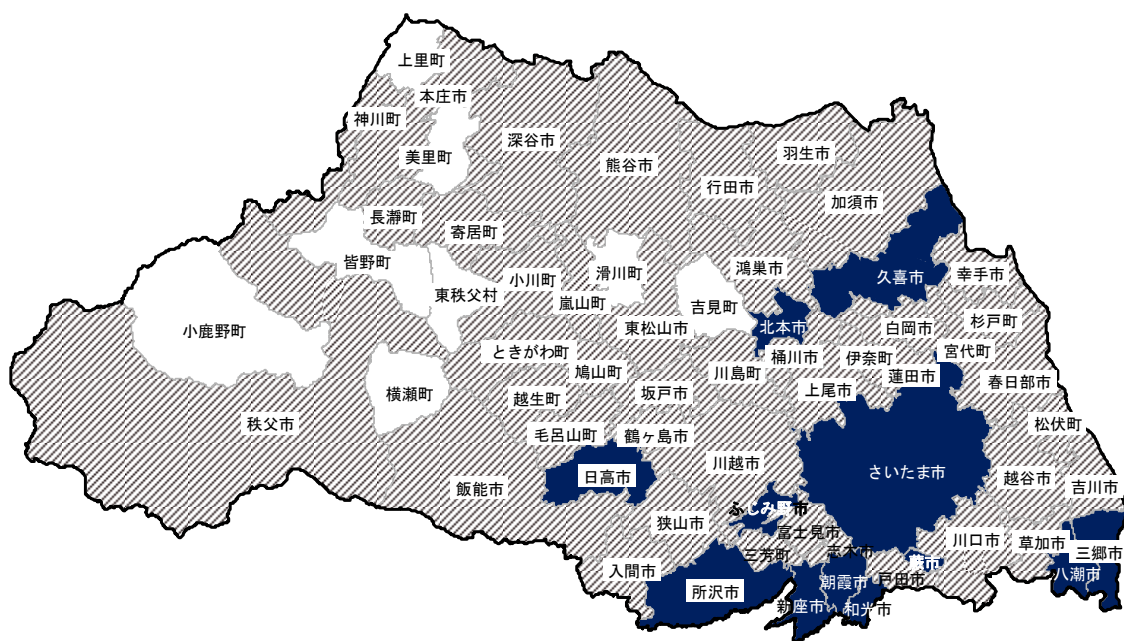 上里町
本庄市
神川町
深谷市
美里町
熊谷市
羽生市
行田市
加須市
長瀞町
寄居町
皆野町
小川町
滑川町
鴻巣市
久喜市
幸手市
東秩父村
嵐山町
吉見町
小鹿野町
東松山市
北本市
白岡市
杉戸町
ときがわ町
桶川市
伊奈町
宮代町
横瀬町
鳩山町
川島町
蓮田市
春日部市
越生町
坂戸市
上尾市
秩父市
毛呂山町
鶴ヶ島市
松伏町
川越市
さいたま市
日高市
飯能市
越谷市
吉川市
ふじみ野市
狭山市
富士見市
川口市
草加市
三郷市
三芳町
志木市
蕨市
入間市
所沢市
朝霞市
戸田市
八潮市
新座市
和光市